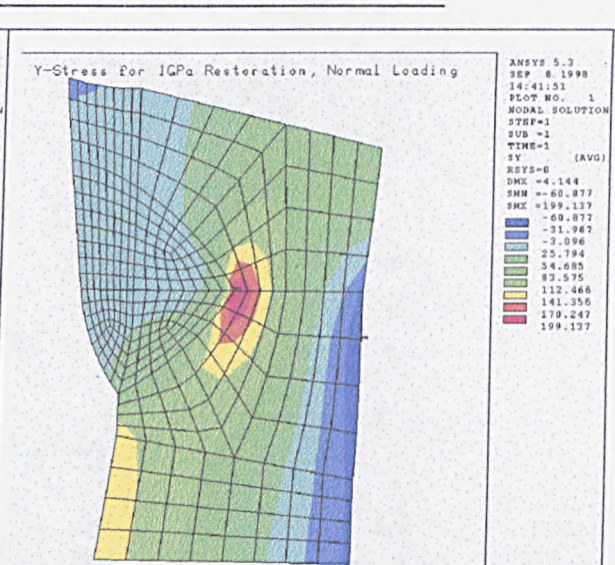 Y-Stress for 1GPa Restoration, Normal Loading
ANSYS 5.3
SEP 8 1998
14:41:51
PLOT NO. 1
NODAL SOLUTION
STEP=1
SUB =1
TIME=1
SY (AVG)
RSYS=0
DMX =4.144
SMN =-60.877
SMX =199.137
-60.877
-31.987
-3.096
25.794
54.685
83.575
112.466
141.356
170.247
199.137